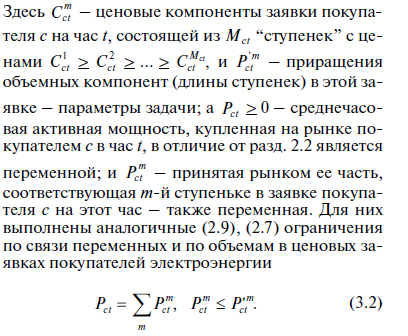 Здесь C_{ct}^{m} – ценовые компоненты заявки покупа-
теля c на час t, состоящей из M_{ct} “ступенек” с це-
нами C_{ct}^{1} ≥ C_{ct}^{2} ≥ ... ≥ C_{ct}^{M_{ct}}, и P_{ct}^{'m} – приращения
объемных компонент (длины ступенек) в этой за-
явке – параметры задачи; а P_{ct} ≥ 0 – среднечасо-
вая активная мощность, купленная на рынке по-
купателем c в час t, в отличие от разд. 2.2 является
переменной; и P_{ct}^{m} – принятая рынком ее часть,
соответствующая m-й ступеньке в заявке покупа-
теля c на этот час – также переменная. Для них
выполнены аналогичные (2.9), (2.7) ограничения
по связи переменных и по объемам в ценовых за-
явках покупателей электроэнергии
P_{ct} = ∑_{m} P_{ct}^{m}, P_{ct}^{m} ≤ P_{ct}^{'m}. (3.2)